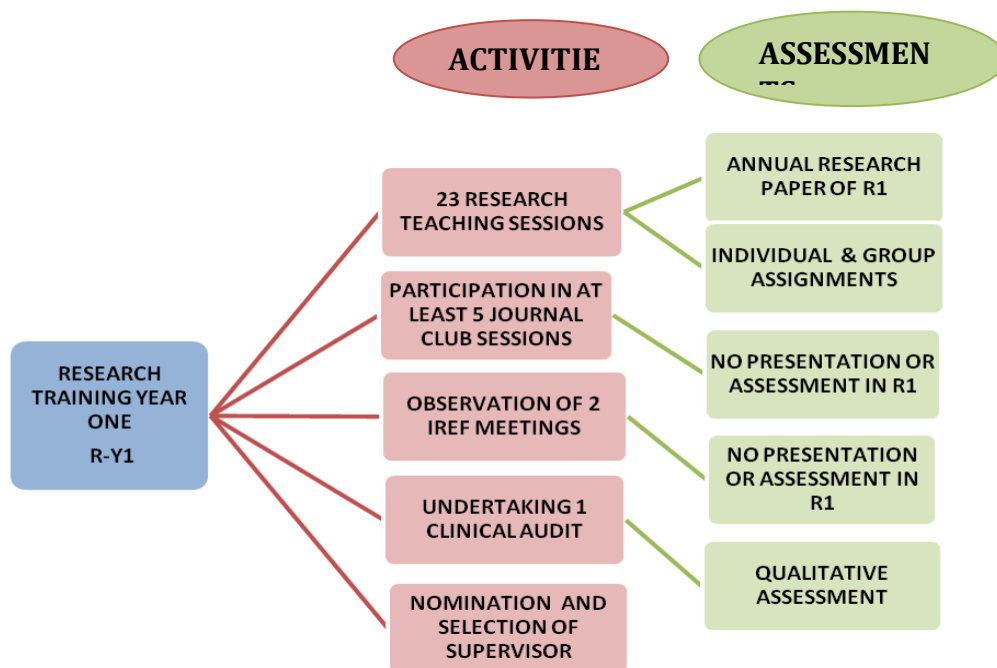 ACTIVITIE
ASSESSMEN
RESEARCH
TRAINING YEAR
ONE
R-Y1
23 RESEARCH
TEACHING SESSIONS
PARTICIPATION IN AT
LEAST 5 JOURNAL
CLUB SESSIONS
OBSERVATION OF 2
IREF MEETINGS
UNDERTAKING 1
CLINICAL AUDIT
NOMINATION AND
SELECTION OF
SUPERVISOR
ANNUAL RESEARCH
PAPER OF R1
INDIVIDUAL & GROUP
ASSIGNMENTS
NO PRESENTATION OR
ASSESSMENT IN R1
NO PRESENTATION
OR ASSESSMENT IN
R1
QUALITATIVE
ASSESSMENT